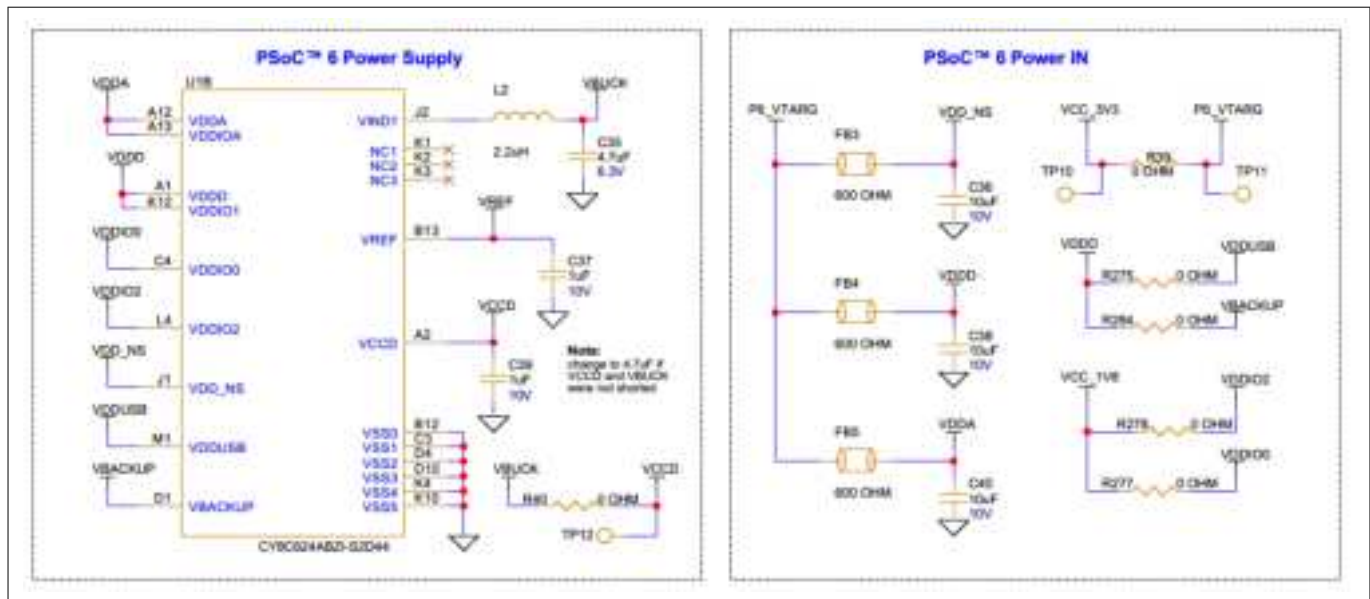 PSoC™ 6 Power Supply
VDDA
U1B
A12
VDDA
A13
VDDIOA
VDDD
A1
VDDD
K12
VDDIO1
VDDIO0
C4
VDDIO0
VDDIO2
L4
VDDIO2
VDD_NS
J1
VDD_NS
VDDUSB
M1
VDDUSB
VBACKUP
D1
VBACKUP
VIND1
J2
L2
2.2uH
VBUCK
4.7uF
6.3V
NC1
K1
NC2
K2
NC3
K3
VREF
VREF
B13
C37
1uF
10V
VCCD
VCCD
A2
1uF
10V
Note:
change to 4.7uF if
VCCD and VBUCK
were not shorted
VSS0
B12
VSS1
C3
VSS2
D4
VSS3
D10
VSS4
K4
VSS5
K10
VBUCK
R40
0 OHM
VCCD
TP12
CY8C624ABZI-S2D44
PSoC™ 6 Power IN
P6_VTARG
FB3
600 OHM
VDD_NS
C36
10uF
10V
FB4
600 OHM
VDDD
C38
10uF
10V
FB5
600 OHM
VDDA
C40
10uF
10V
VCC_3V3
P6_VTARG
0 OHM
TP10
TP11
VDDD
VDDUSB
R275
0 OHM
VBACKUP
0 OHM
VCC_1V8
VDDIO2
0 OHM
VDDIO0
R277
0 OHM